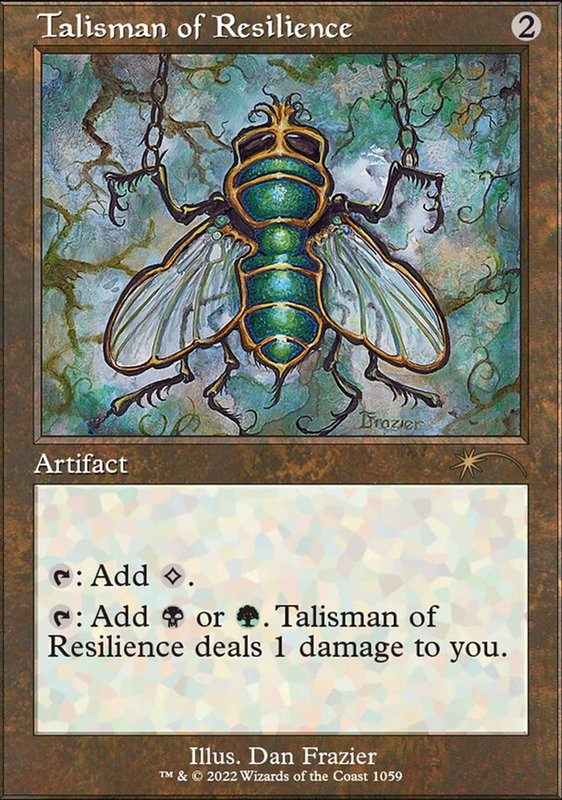 Talisman of Resilience 2
DFrazier
Artifact
: Add .
: Add or . Talisman of
Resilience deals 1 damage to you.
Illus. Dan Frazier
™ & © 2022 Wizards of the Coast 1059